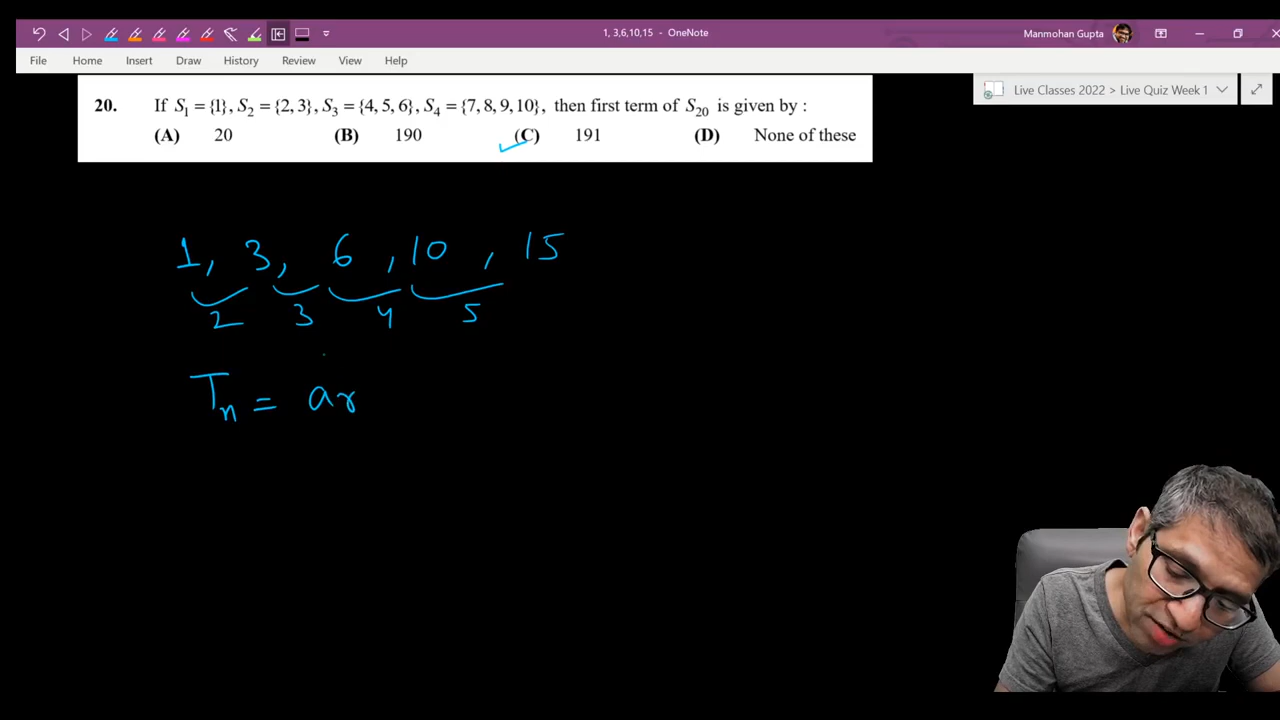 1, 3,6,10,15 - OneNote
Manmohan Gupta
File Home Insert Draw History Review View Help
Live Classes 2022 > Live Quiz Week 1
20. If S₁ = {1}, S₂ = {2, 3}, S₃ = {4, 5, 6}, S₄ = {7, 8, 9, 10}, then first term of S₂₀ is given by :
(A) 20 (B) 190 (C) 191 (D) None of these
1, 3, 6, 10, 15
2 3 4 5
Tₙ = ar